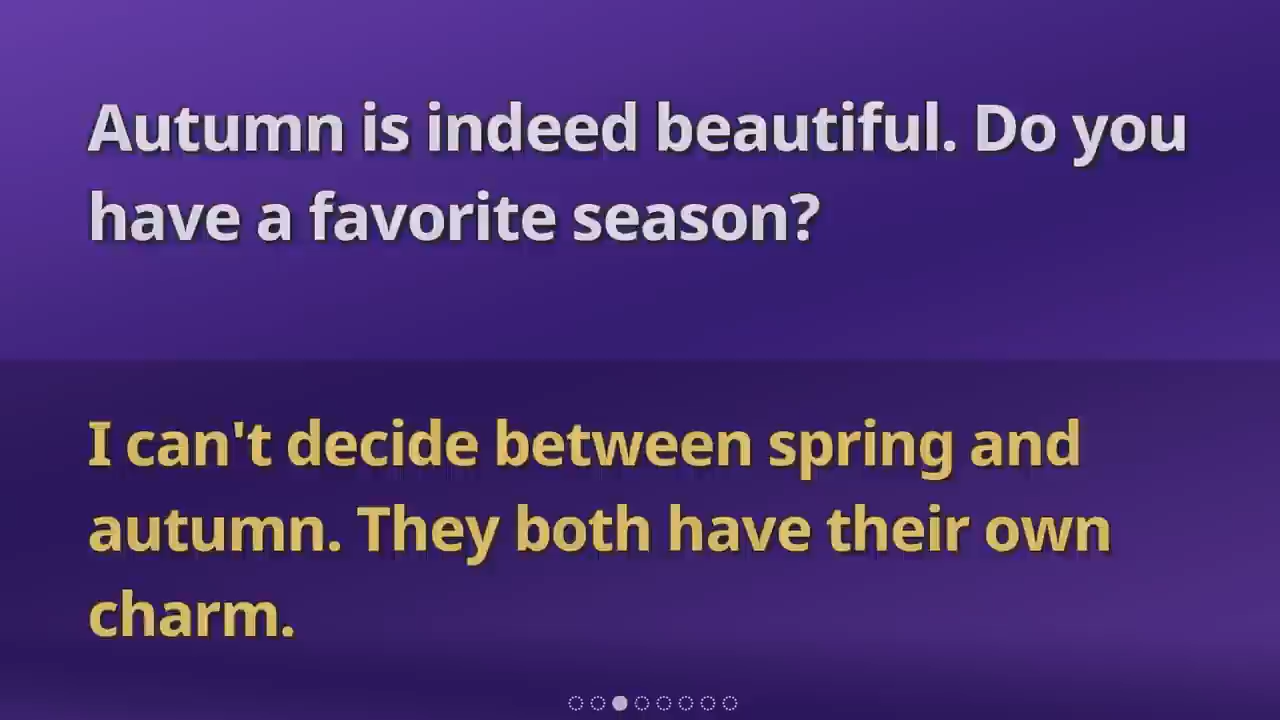 Autumn is indeed beautiful. Do you
have a favorite season?
I can't decide between spring and
autumn. They both have their own
charm.